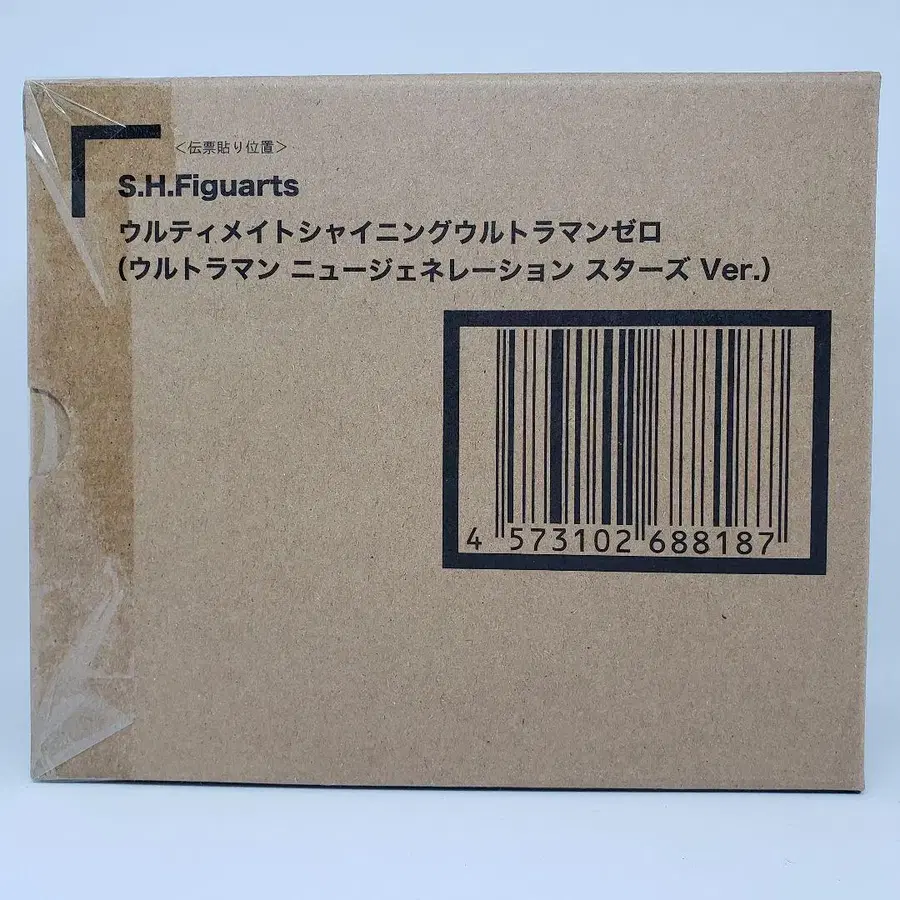 <伝票貼り位置>
S.H.Figuarts
ウルティメイトシャイニングウルトラマンゼロ
(ウルトラマン ニュージェネレーション スターズ Ver.)
4 573102 688187